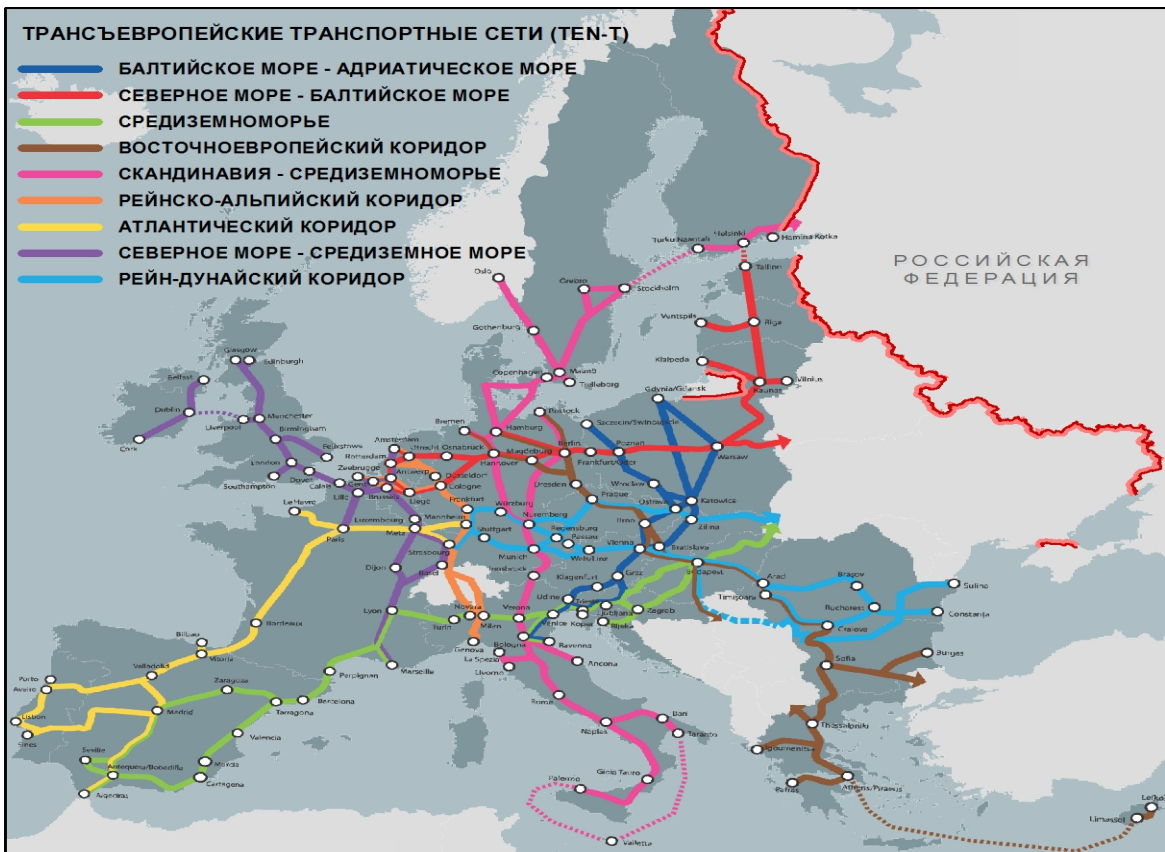 ТРАНСЪЕВРОПЕЙСКИЕ ТРАНСПОРТНЫЕ СЕТИ (TEN-T)
БАЛТИЙСКОЕ МОРЕ - АДРИАТИЧЕСКОЕ МОРЕ
СЕВЕРНОЕ МОРЕ - БАЛТИЙСКОЕ МОРЕ
СРЕДИЗЕМНОМОРЬЕ
ВОСТОЧНОЕВРОПЕЙСКИЙ КОРИДОР
СКАНДИНАВИЯ - СРЕДИЗЕМНОМОРЬЕ
РЕЙНСКО-АЛЬПИЙСКИЙ КОРИДОР
АТЛАНТИЧЕСКИЙ КОРИДОР
СЕВЕРНОЕ МОРЕ - СРЕДИЗЕМНОЕ МОРЕ
РЕЙН-ДУНАЙСКИЙ КОРИДОР
РОССИЙСКАЯ
ФЕДЕРАЦИЯ
Helsinki
Hamina Kotka
Turku/Naantali
Tallinn
Oslo
Stockholm
Gothenburg
Ventspils
Riga
Klaipeda
Vilnius
Kaunas
Malmö
Copenhagen
Trelleborg
Gdynia/Gdansk
Glasgow
Edinburgh
Belfast
Dublin
Liverpool
Manchester
Cork
Birmingham
Felixstowe
London
Dover
Southampton
Calais
Lille
Le Havre
Paris
Bremen
Hamburg
Rostock
Szczecin/Swinoujscie
Amsterdam
Rotterdam
Utrecht
Osnabrück
Hannover
Magdeburg
Berlin
Frankfurt/Oder
Poznań
Warsaw
Zeebrugge
Gent
Antwerp
Brussels
Liege
Düsseldorf
Cologne
Frankfurt
Dresden
Wrocław
Katowice
Prague
Ostrava
Luxembourg
Metz
Mannheim
Würzburg
Nuremberg
Regensburg
Passau
Brno
Zilina
Strasbourg
Stuttgart
Munich
Wels/Linz
Vienna
Bratislava
Budapest
Dijon
Basel
Innsbruck
Klagenfurt
Graz
Udine
Trieste
Ljubljana
Zagreb
Koper
Rijeka
Lyon
Turin
Novara
Milan
Verona
Venice
Genova
Bologna
Ravenna
La Spezia
Livorno
Ancona
Marseille
Arad
Timişoara
Braşov
Bucharest
Craiova
Sulina
Constanţa
Sofia
Burgas
Bordeaux
Bilbao
Vitoria
Valladolid
Porto
Aveiro
Lisbon
Sines
Madrid
Zaragoza
Perpignan
Barcelona
Tarragona
Valencia
Murcia
Cartagena
Seville
Antequera/Bobadilla
Algeciras
Rome
Naples
Bari
Taranto
Gioia Tauro
Palermo
Valletta
Thessaloniki
Igoumenitsa
Patras
Athens/Piraeus
Limassol